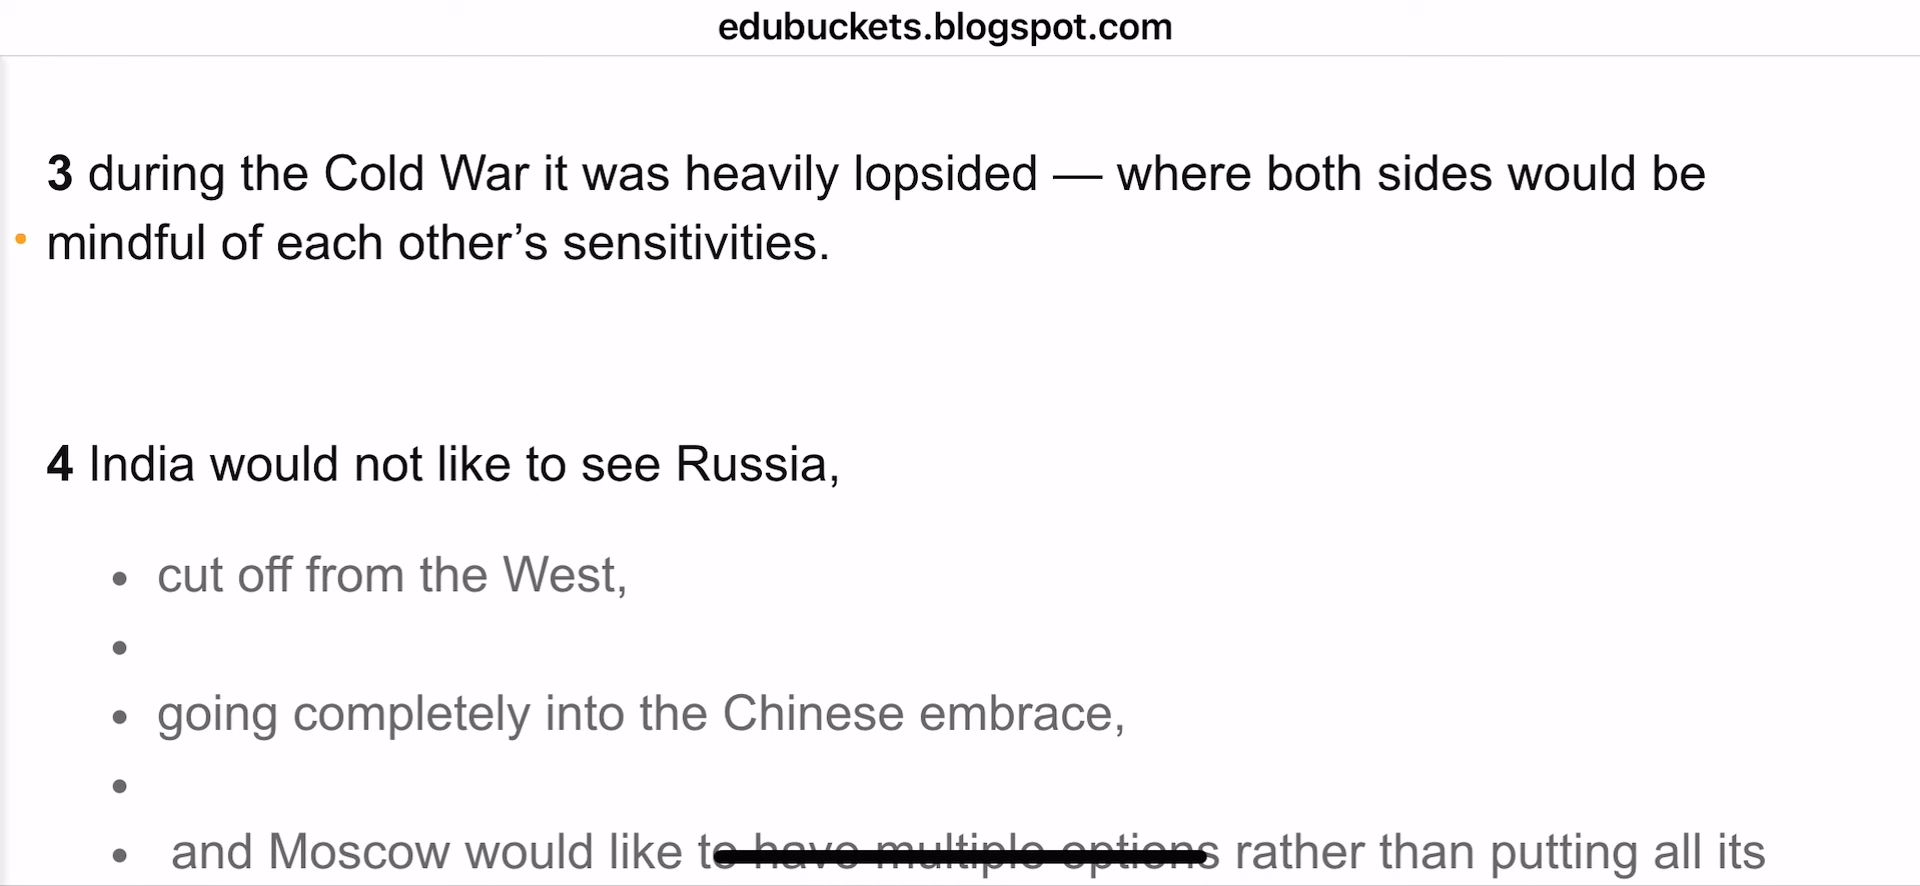 edubuckets.blogspot.com
3 during the Cold War it was heavily lopsided — where both sides would be
mindful of each other’s sensitivities.
4 India would not like to see Russia,
• cut off from the West,
•
• going completely into the Chinese embrace,
•
• and Moscow would like to have multiple options rather than putting all its